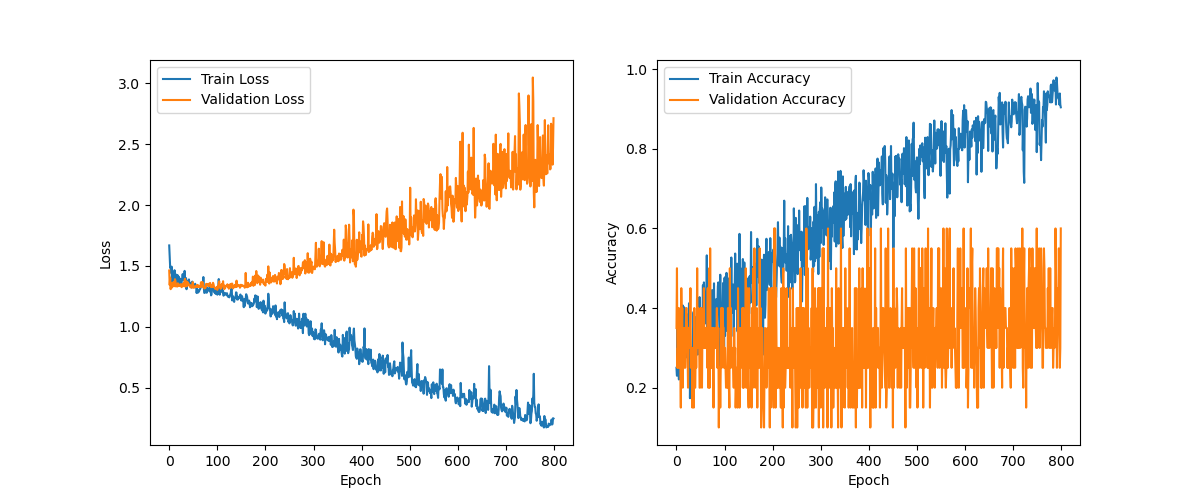 Train Loss
Validation Loss
3.0
2.5
2.0
1.5
1.0
0.5
Loss
0 100 200 300 400 500 600 700 800
Epoch
Train Accuracy
Validation Accuracy
1.0
0.8
0.6
0.4
0.2
Accuracy
0 100 200 300 400 500 600 700 800
Epoch